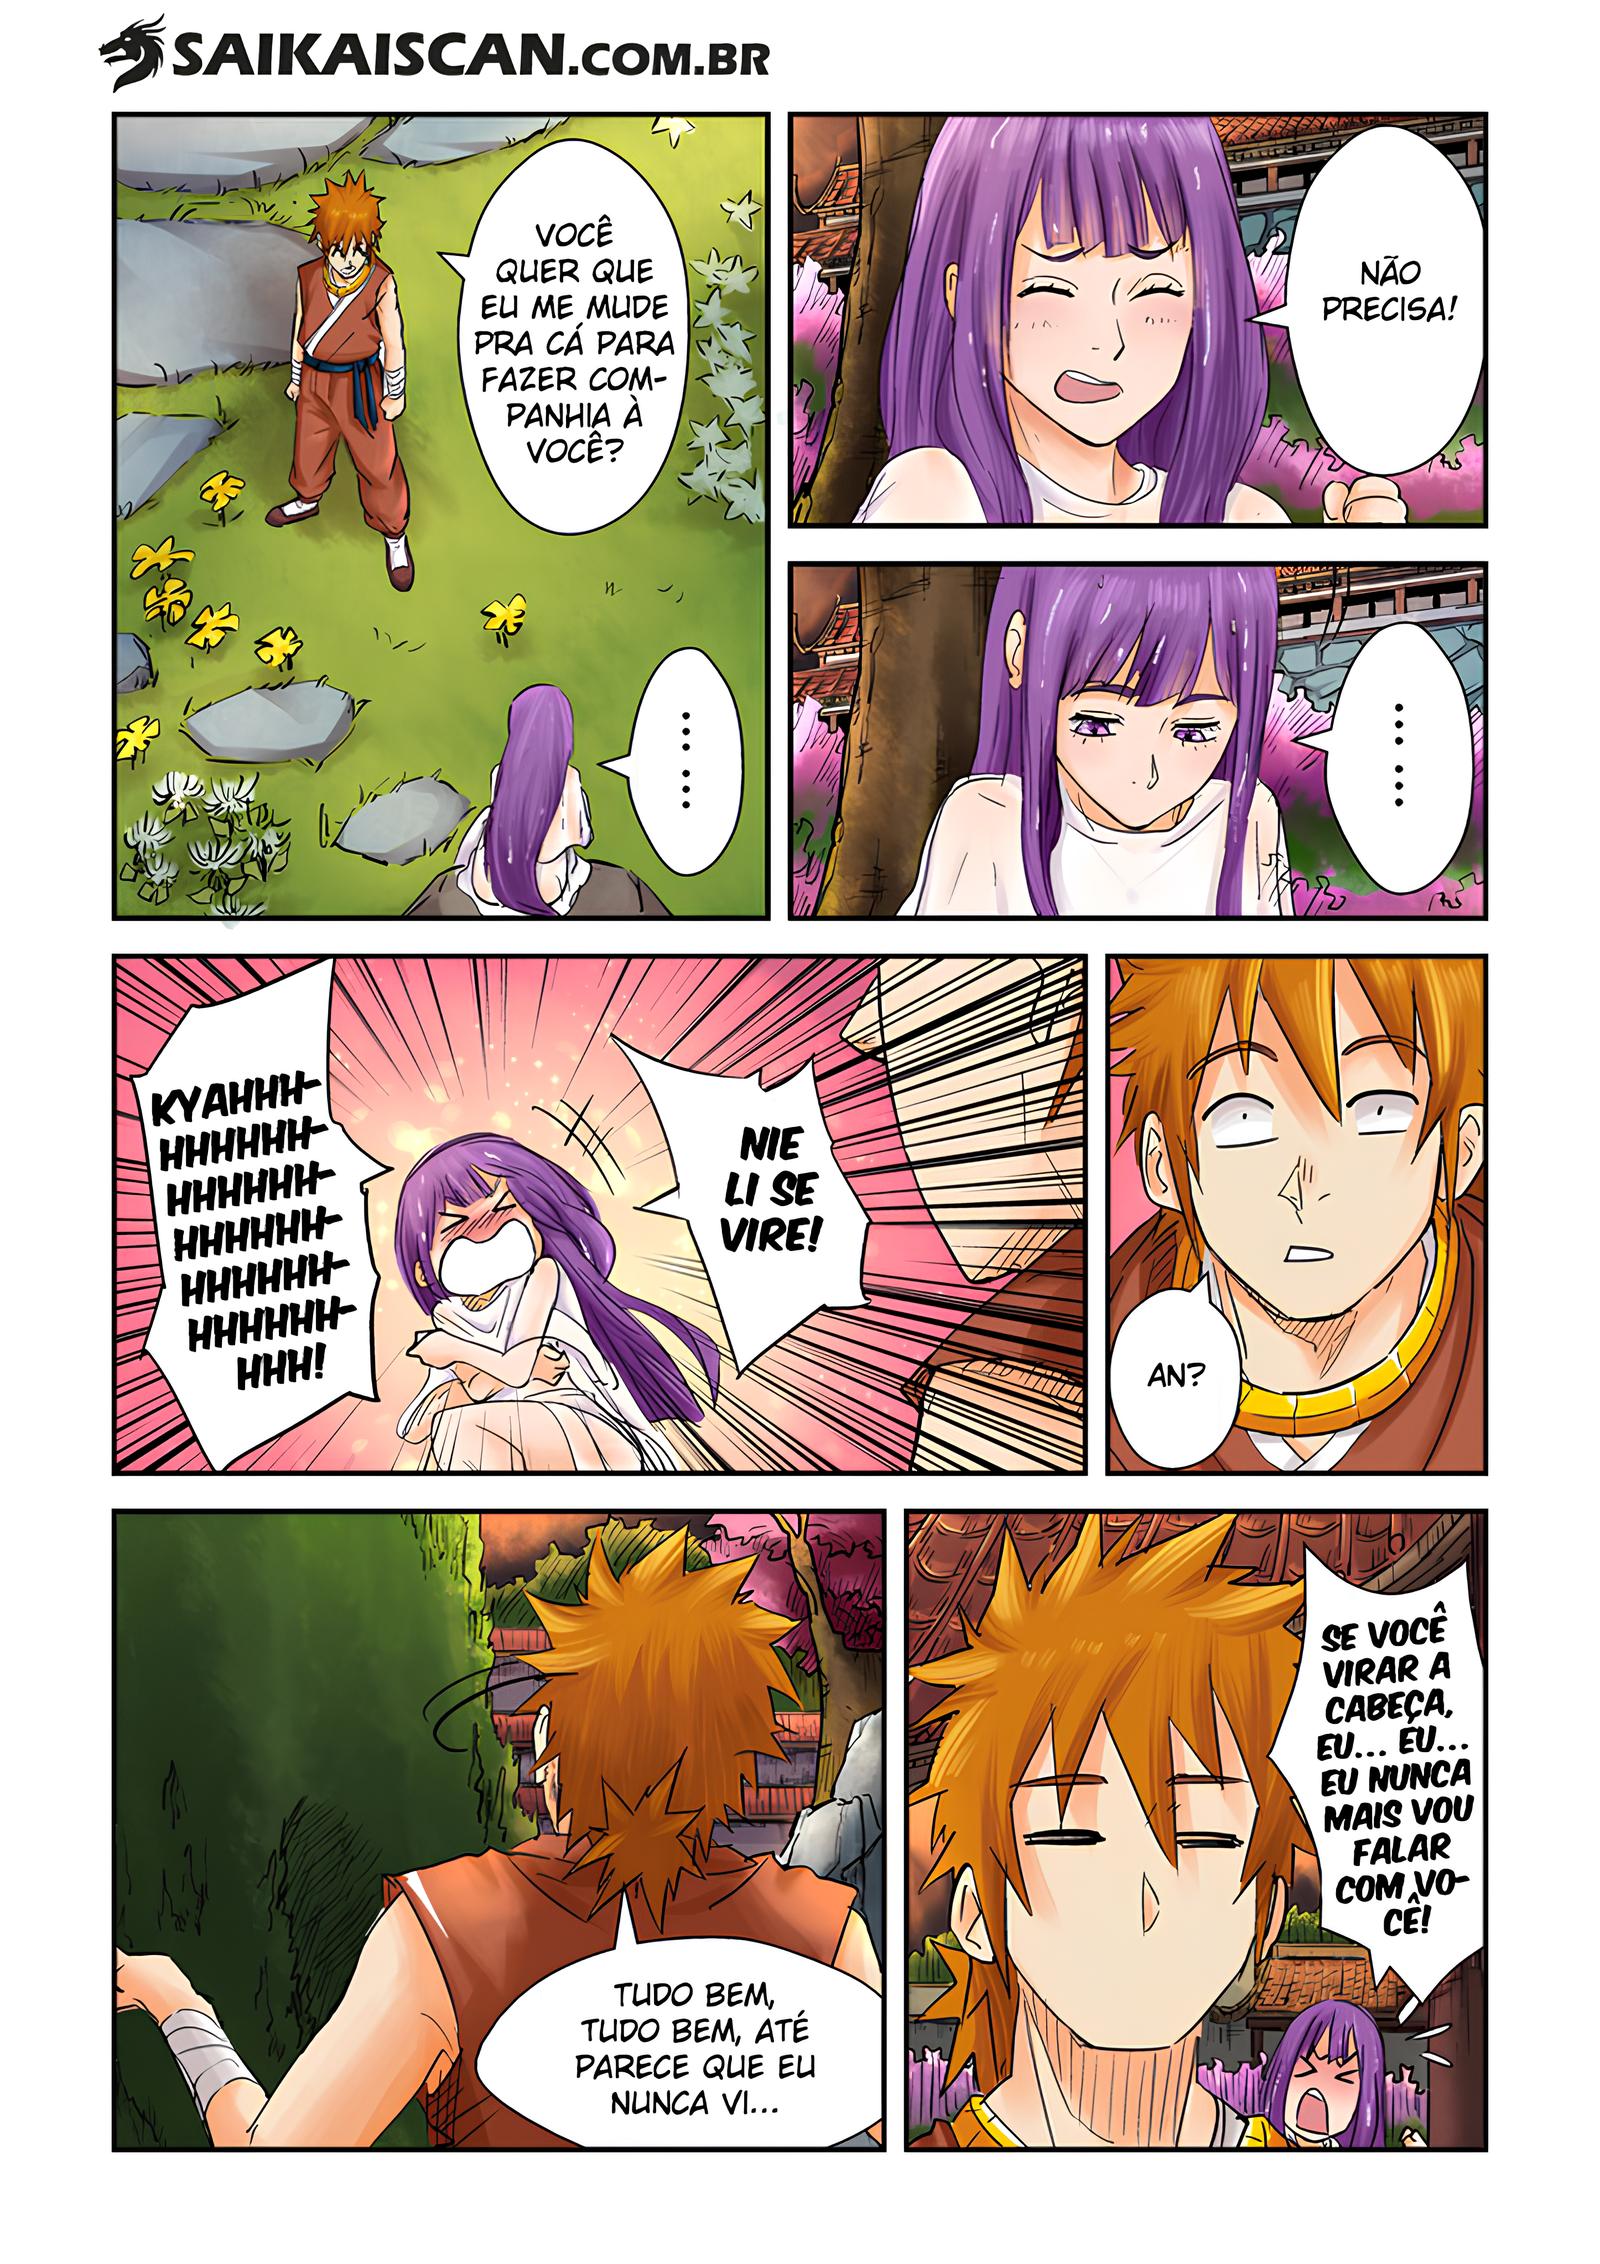 SAIKAISCAN.COM.BR
VOCÊ
QUER QUE
EU ME MUDE
PRA CÁ PARA
FAZER COM-
PANHIA À
VOCÊ?
....
NÃO
PRECISA!
....
KYAHHH-
HHHHHH-
HHHHHH-
HHHHHH-
HHHHHH-
HHHHHH-
HHH!
NIE
LI SE
VIRE!
AN?
TUDO BEM,
TUDO BEM, ATÉ
PARECE QUE EU
NUNCA VI...
SE VOCÊ
VIRAR A
CABEÇA,
EU... EU...
EU NUNCA
MAIS VOU
FALAR
COM VO-
CÊ!